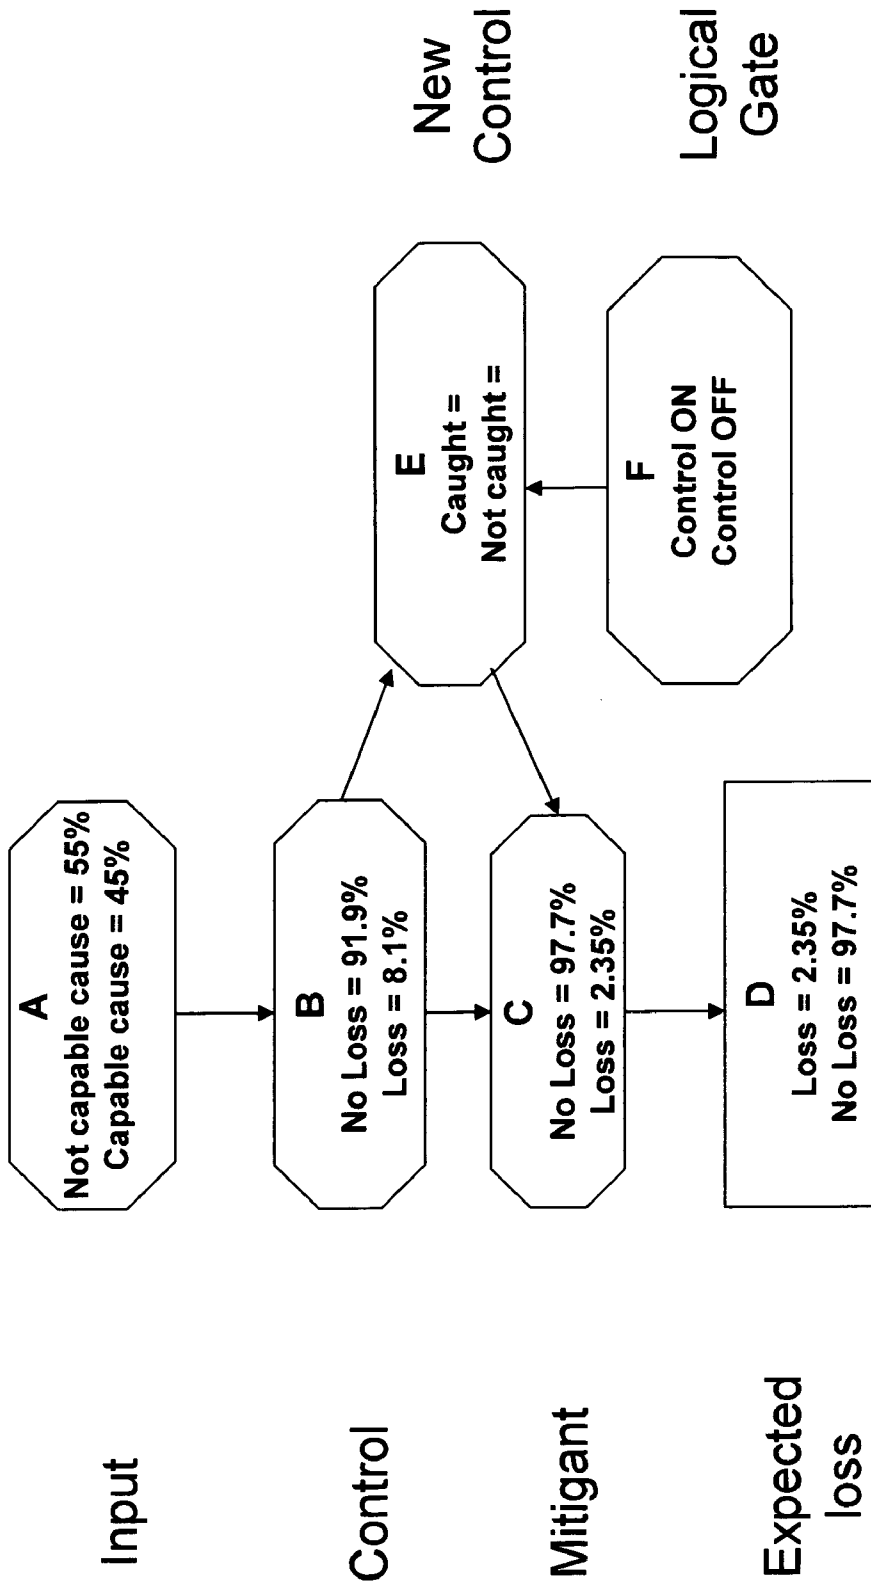 Input
A
Not capable cause = 55%
Capable cause = 45%
Control
B
No Loss = 91.9%
Loss = 8.1%
E
Caught =
Not caught =
New
Control
Mitigant
C
No Loss = 97.7%
Loss = 2.35%
F
Control ON
Control OFF
Logical
Gate
Expected
loss
D
Loss = 2.35%
No Loss = 97.7%